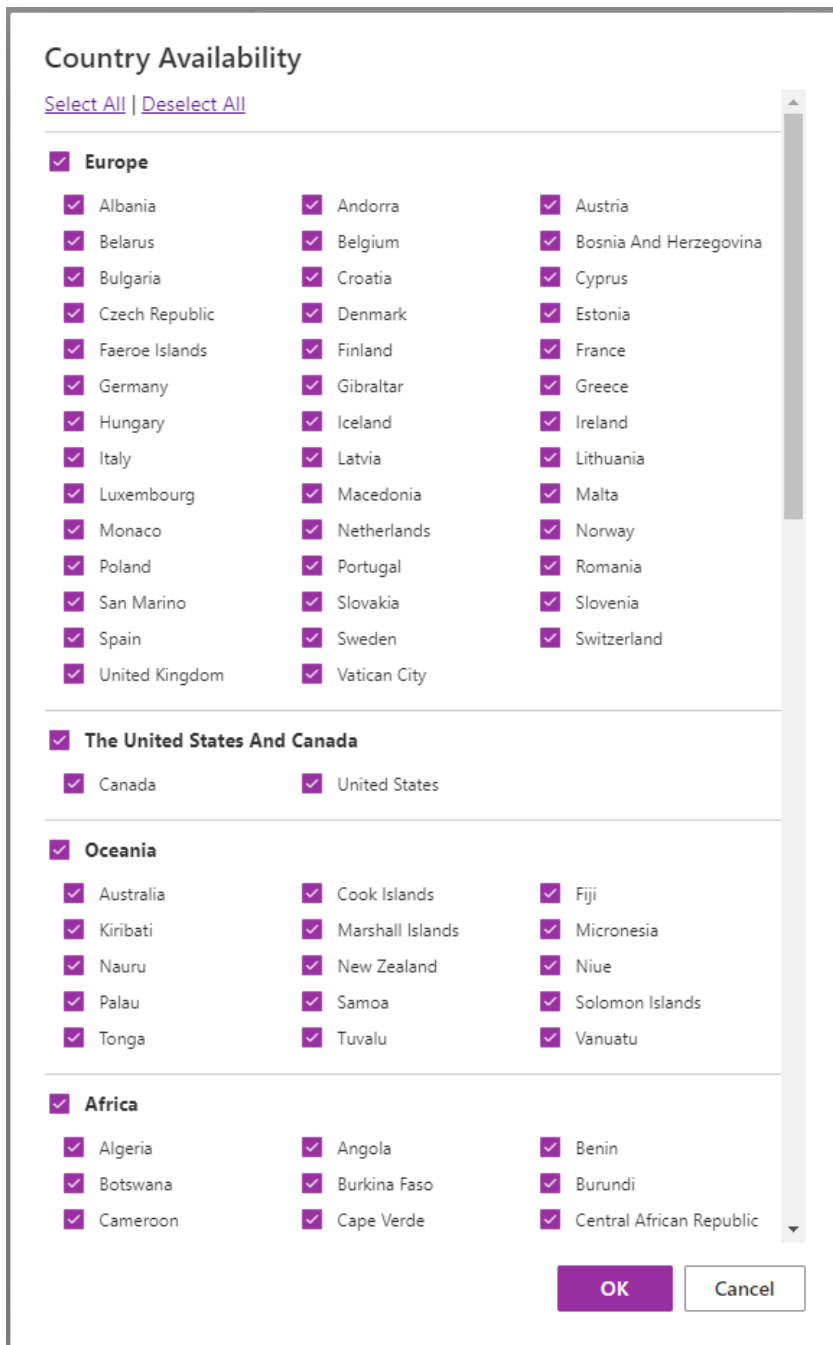 Country Availability
Select All | Deselect All
Europe
Albania Andorra Austria
Belarus Belgium Bosnia And Herzegovina
Bulgaria Croatia Cyprus
Czech Republic Denmark Estonia
Faeroe Islands Finland France
Germany Gibraltar Greece
Hungary Iceland Ireland
Italy Latvia Lithuania
Luxembourg Macedonia Malta
Monaco Netherlands Norway
Poland Portugal Romania
San Marino Slovakia Slovenia
Spain Sweden Switzerland
United Kingdom Vatican City
The United States And Canada
Canada United States
Oceania
Australia Cook Islands Fiji
Kiribati Marshall Islands Micronesia
Nauru New Zealand Niue
Palau Samoa Solomon Islands
Tonga Tuvalu Vanuatu
Africa
Algeria Angola Benin
Botswana Burkina Faso Burundi
Cameroon Cape Verde Central African Republic
OK Cancel